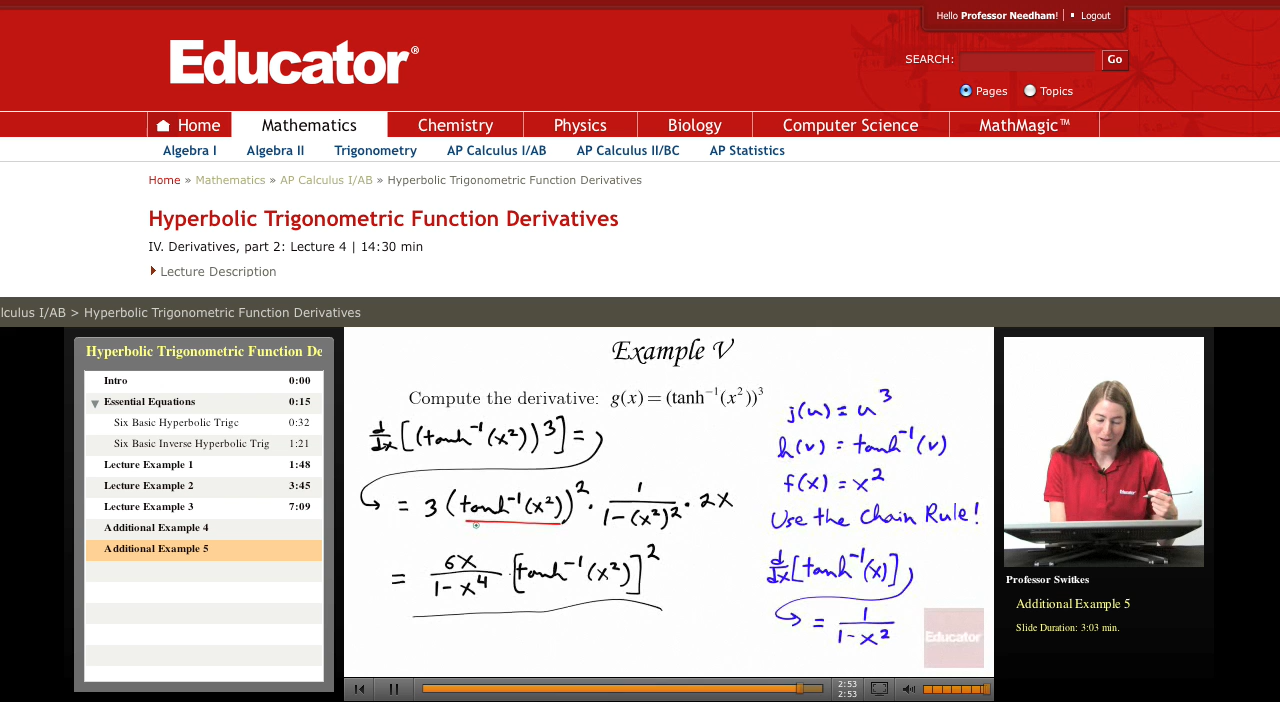 Hello Professor Needham! Logout
Educator®
SEARCH: Go
Pages Topics
Home Mathematics Chemistry Physics Biology Computer Science MathMagic™
Algebra I Algebra II Trigonometry AP Calculus I/AB AP Calculus II/BC AP Statistics
Home » Mathematics » AP Calculus I/AB » Hyperbolic Trigonometric Function Derivatives
Hyperbolic Trigonometric Function Derivatives
IV. Derivatives, part 2: Lecture 4 | 14:30 min
Lecture Description
lculus I/AB > Hyperbolic Trigonometric Function Derivatives
Hyperbolic Trigonometric Function De
Intro 0:00
Essential Equations 0:15
Six Basic Hyperbolic Trigc 0:32
Six Basic Inverse Hyperbolic Trig 1:21
Lecture Example 1 1:48
Lecture Example 2 3:45
Lecture Example 3 7:09
Additional Example 4
Additional Example 5
Example V
Compute the derivative: g(x) = (tanh⁻¹(x²))³
d/dx [(tanh⁻¹(x²))³] =
= 3 (tanh⁻¹(x²))² · 1/(1-(x²)²) · 2x
= 6x/(1-x⁴) · [tanh⁻¹(x²)]²
j(u) = u³
h(v) = tanh⁻¹(v)
f(x) = x²
Use the Chain Rule!
d/dx [tanh⁻¹(x)]
= 1/(1-x²)
Educator
2:53
2:53
Educator
Professor Switkes
Additional Example 5
Slide Duration: 3:03 min.